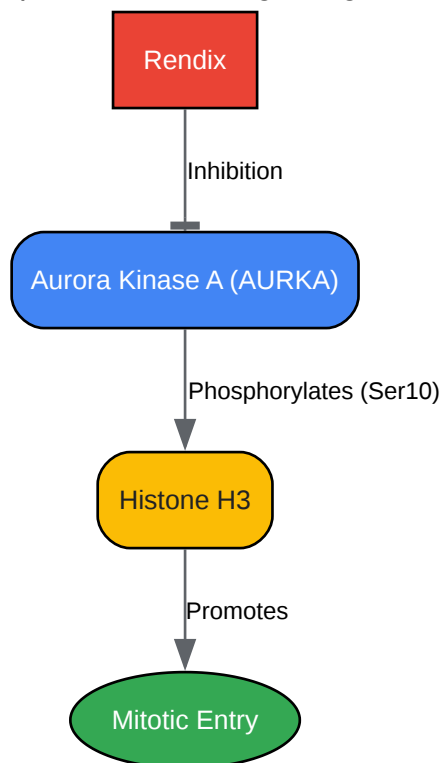 Rendix
Inhibition
Aurora Kinase A (AURKA)
Phosphorylates (Ser10)
Histone H3
Promotes
Mitotic Entry